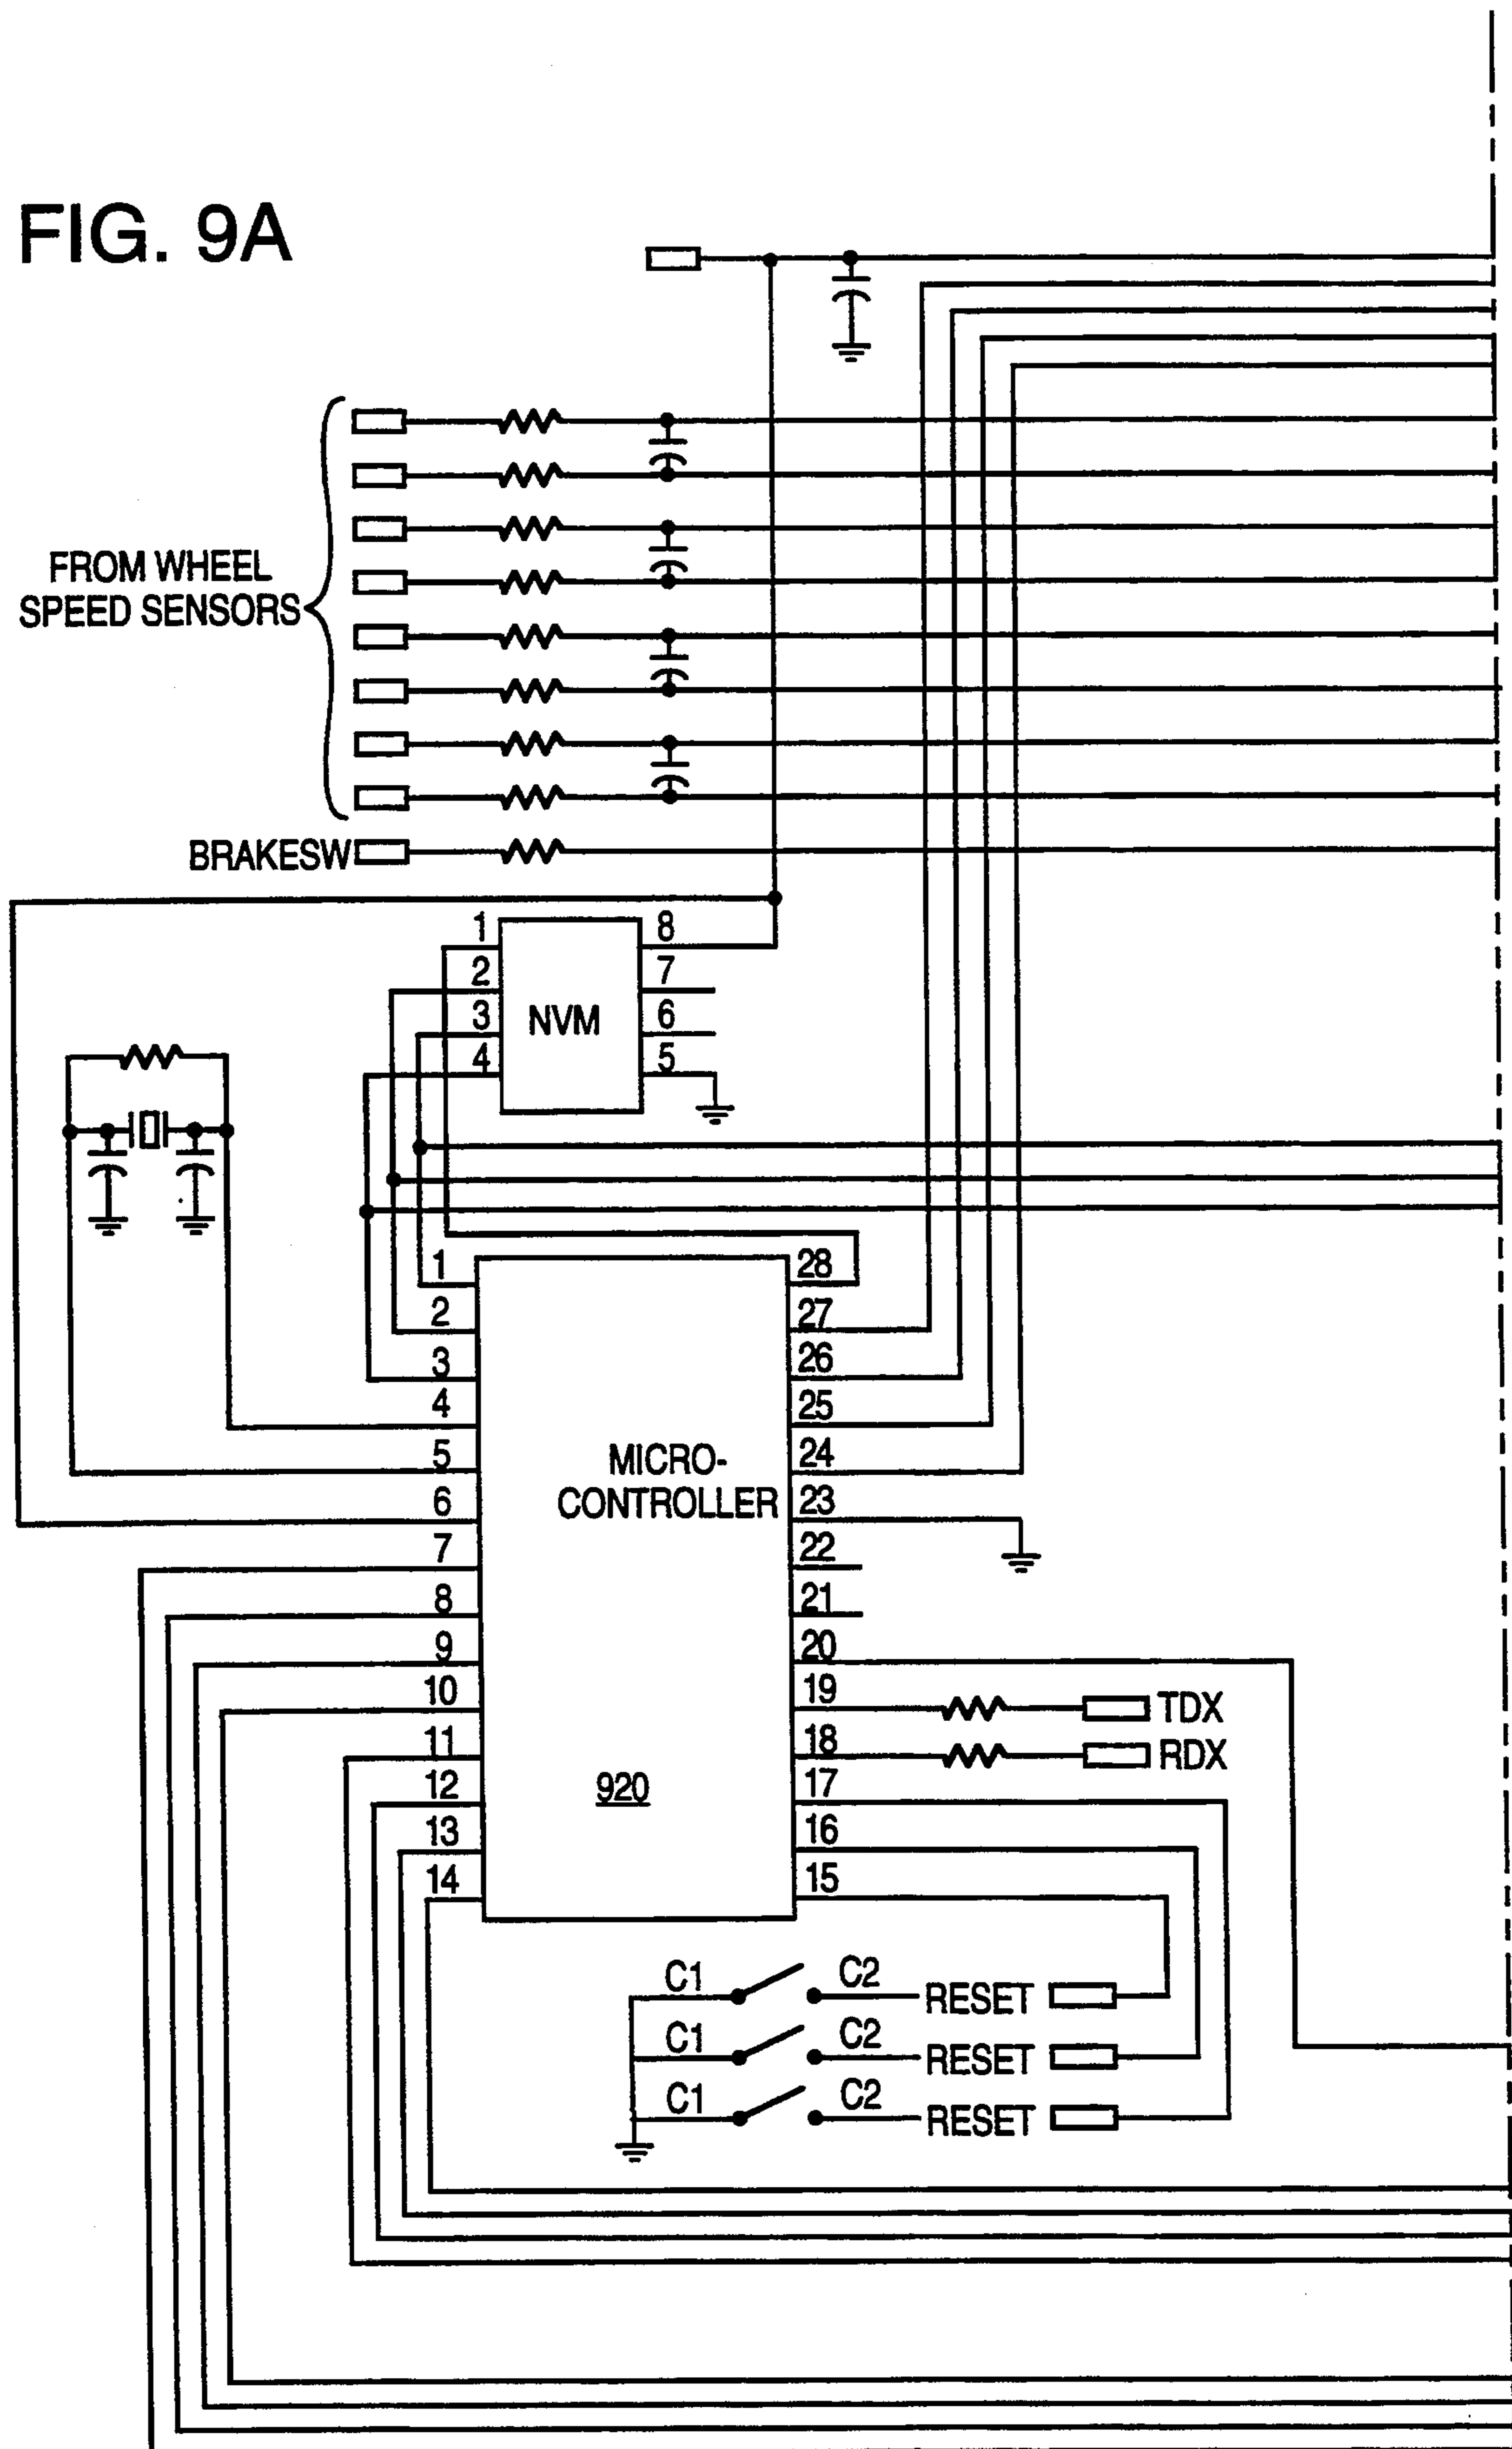 FIG. 9A
FROM WHEEL
SPEED SENSORS
BRAKESW
1 8
2 7
3 6
4 5
NVM
1 28
2 27
3 26
4 25
5 24
6 23
7 22
8 21
9 20
10 19
11 18
12 17
13 16
14 15
MICRO-
CONTROLLER
920
TDX
RDX
C1 C2 RESET
C1 C2 RESET
C1 C2 RESET